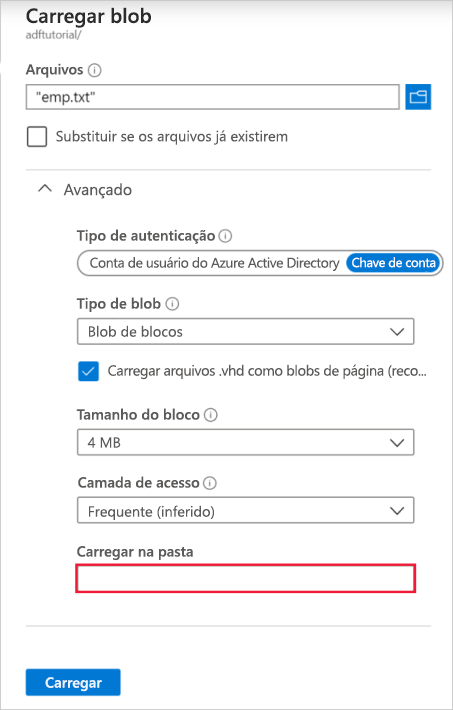 Carregar blob
adftutorial/
Arquivos
"emp.txt"
Substituir se os arquivos já existirem
Avançado
Tipo de autenticação
Conta de usuário do Azure Active Directory Chave de conta
Tipo de blob
Blob de blocos
Carregar arquivos .vhd como blobs de página (reco...
Tamanho do bloco
4 MB
Camada de acesso
Frequente (inferido)
Carregar na pasta
Carregar